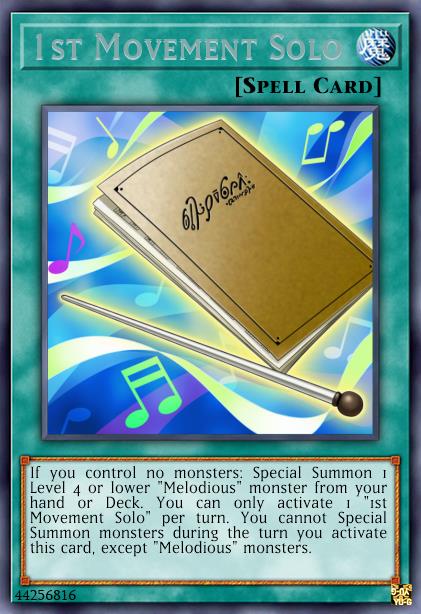 1st Movement Solo
魔
[Spell Card]
If you control no monsters: Special Summon 1
Level 4 or lower "Melodious" monster from your
hand or Deck. You can only activate 1 "1st
Movement Solo" per turn. You cannot Special
Summon monsters during the turn you activate
this card, except "Melodious" monsters.
44256816